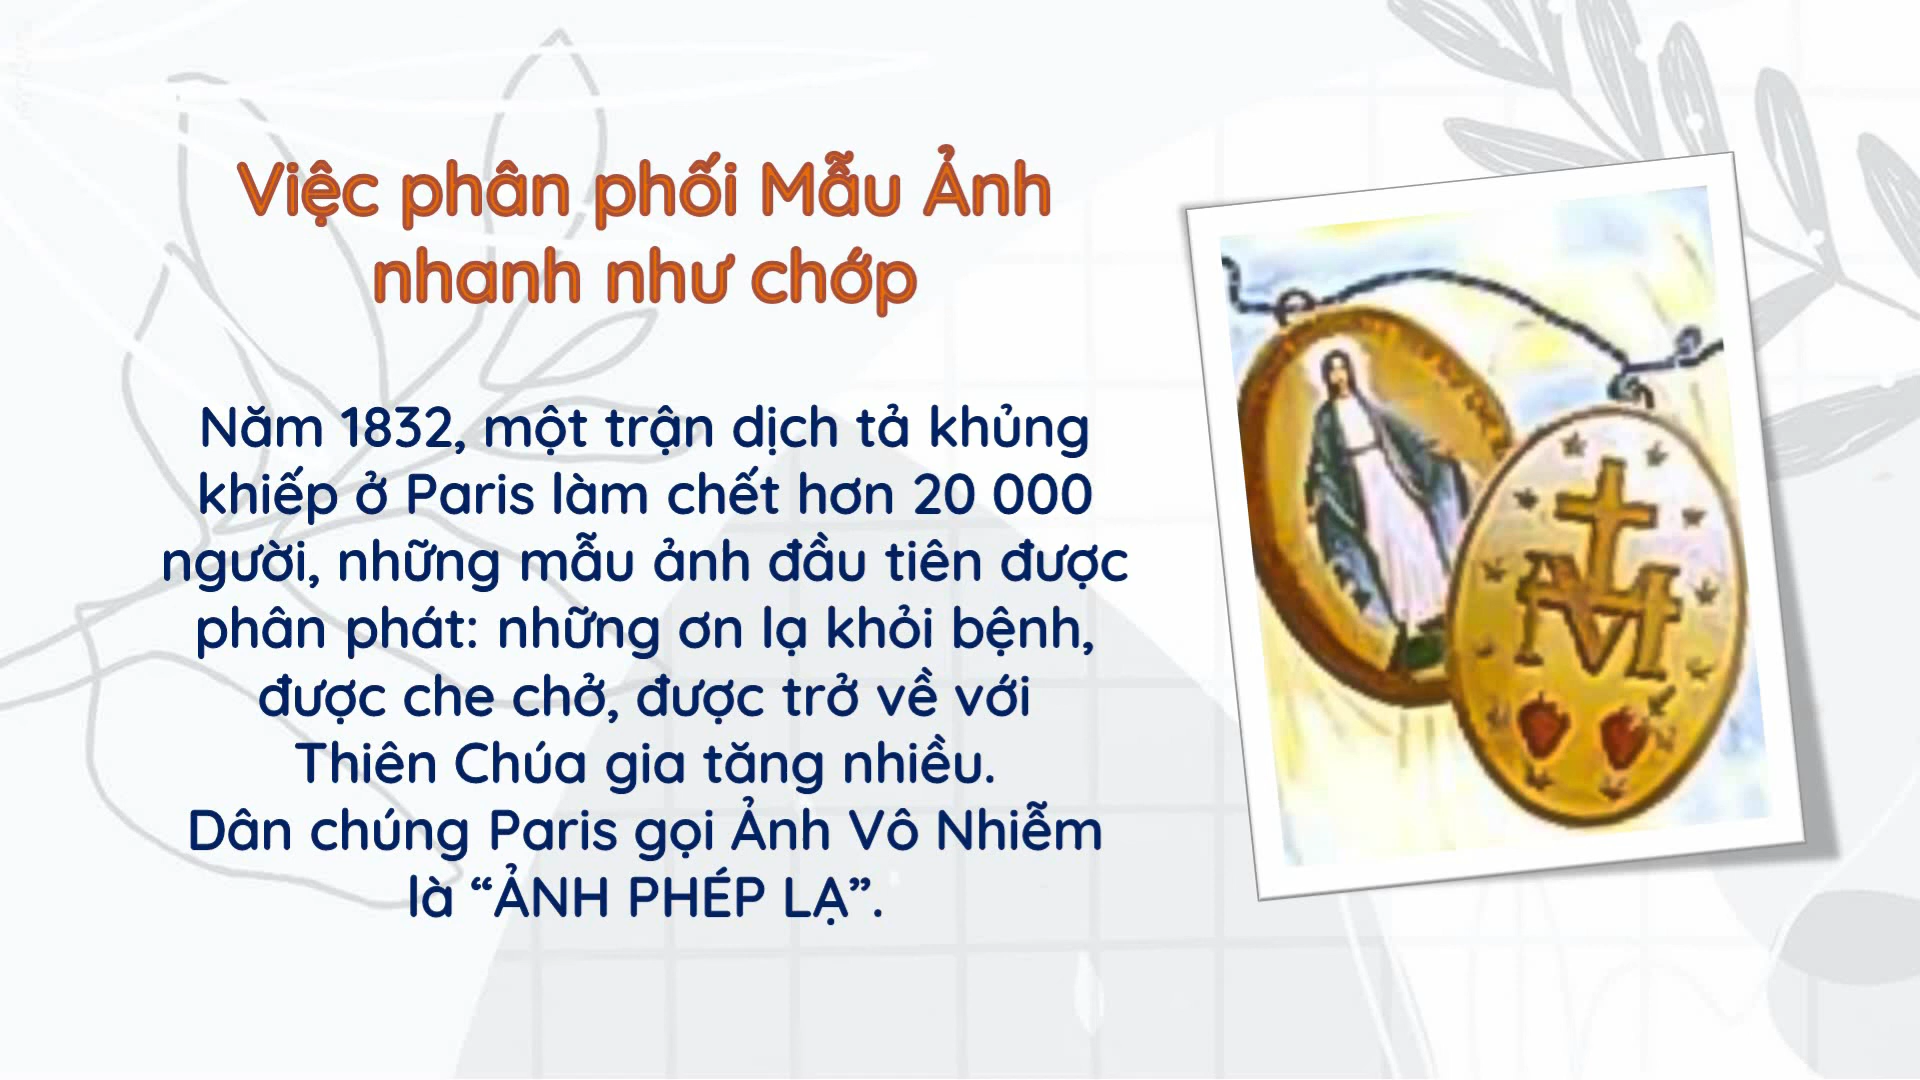 Việc phân phối Mẫu Ảnh
nhanh như chớp
Năm 1832, một trận dịch tả khủng
khiếp ở Paris làm chết hơn 20 000
người, những mẫu ảnh đầu tiên được
phân phát: những ơn lạ khỏi bệnh,
được che chở, được trở về với
Thiên Chúa gia tăng nhiều.
Dân chúng Paris gọi Ảnh Vô Nhiễm
là “ẢNH PHÉP LẠ”.